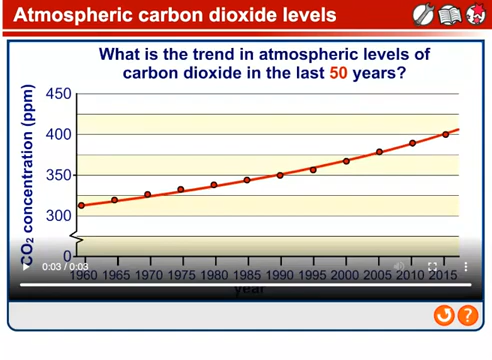 Atmospheric carbon dioxide levels
What is the trend in atmospheric levels of
carbon dioxide in the last 50 years?
CO2 concentration (ppm)
450
400
350
300
0
1960 1965 1970 1975 1980 1985 1990 1995 2000 2005 2010 2015
0:03 / 0:03
year
?